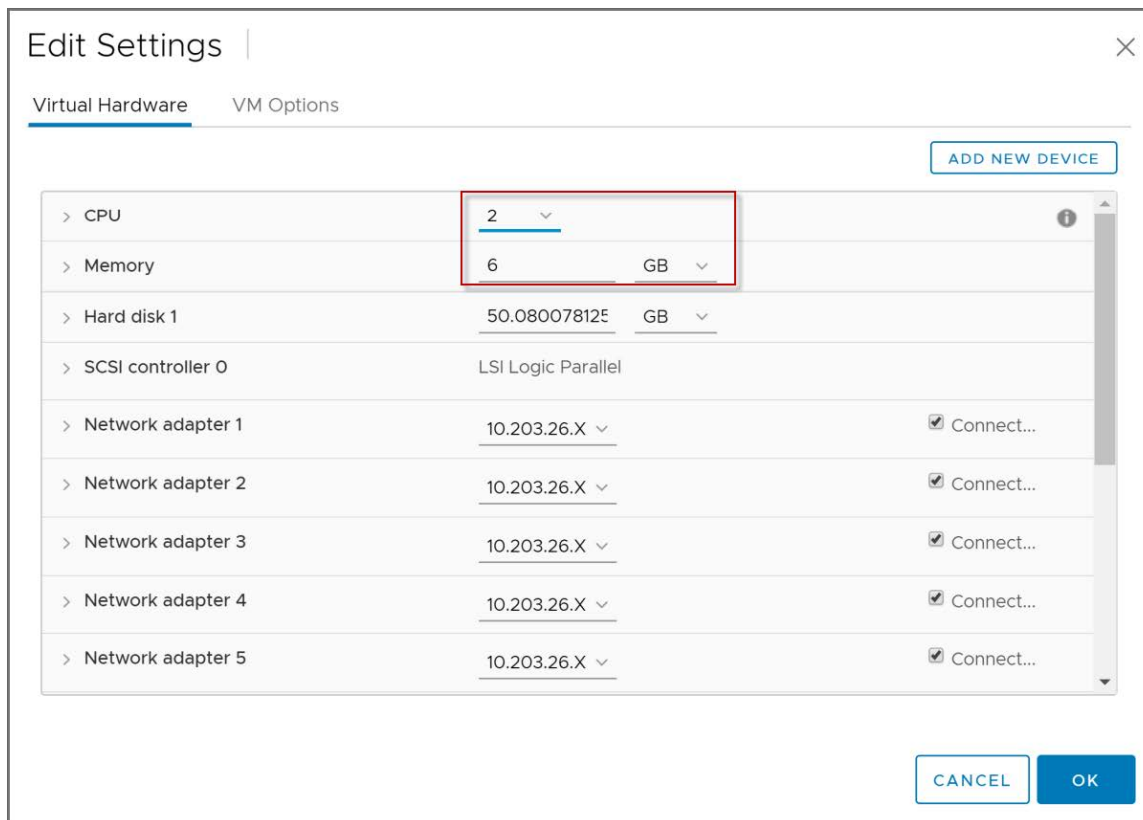 Edit Settings
Virtual Hardware VM Options
ADD NEW DEVICE
CPU 2
Memory 6 GB
Hard disk 1 50.080078125 GB
SCSI controller 0 LSI Logic Parallel
Network adapter 1 10.203.26.X Connect...
Network adapter 2 10.203.26.X Connect...
Network adapter 3 10.203.26.X Connect...
Network adapter 4 10.203.26.X Connect...
Network adapter 5 10.203.26.X Connect...
CANCEL OK